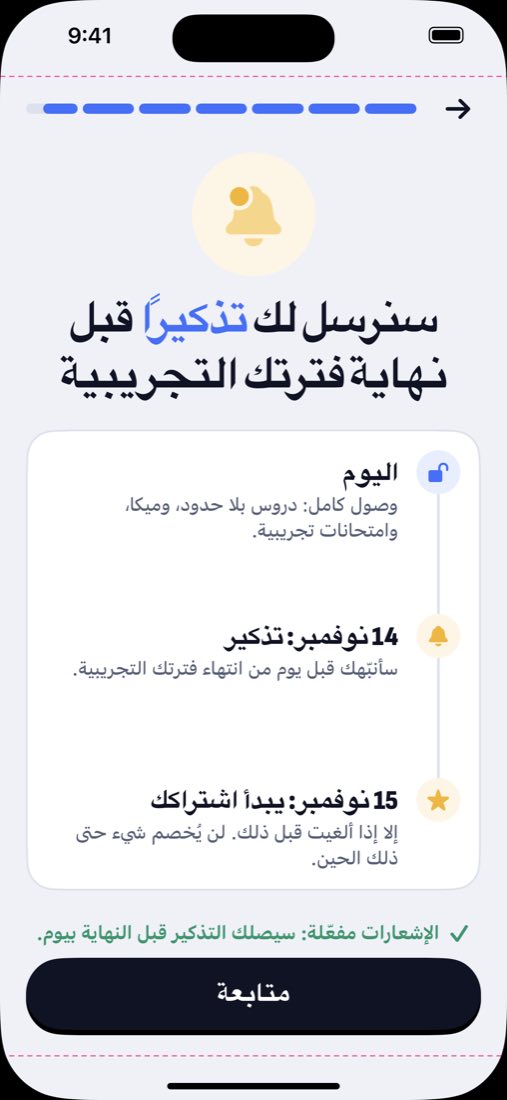 9:41
سنرسل لك تذكيرًا قبل
نهاية فترتك التجريبية
اليوم
وصول كامل: دروس بلا حدود، وميكا،
وامتحانات تجريبية.
14 نوفمبر: تذكير
سأنبّهك قبل يوم من انتهاء فترتك التجريبية.
15 نوفمبر: يبدأ اشتراكك
إلا إذا ألغيت قبل ذلك. لن يُخصم شيء حتى
ذلك الحين.
الإشعارات مفعّلة: سيصلك التذكير قبل النهاية بيوم.
متابعة